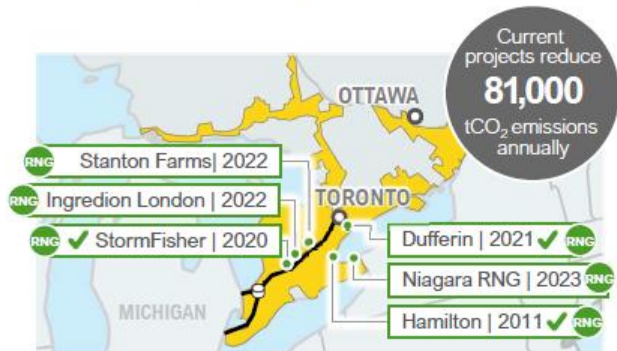 Current
projects reduce
81,000
tCO₂ emissions
annually
OTTAWA
RNG Stanton Farms| 2022
RNG Ingredion London | 2022
TORONTO
RNG ✓ StormFisher | 2020
Dufferin | 2021 ✓ RNG
Niagara RNG | 2023 RNG
MICHIGAN
Hamilton | 2011 ✓ RNG